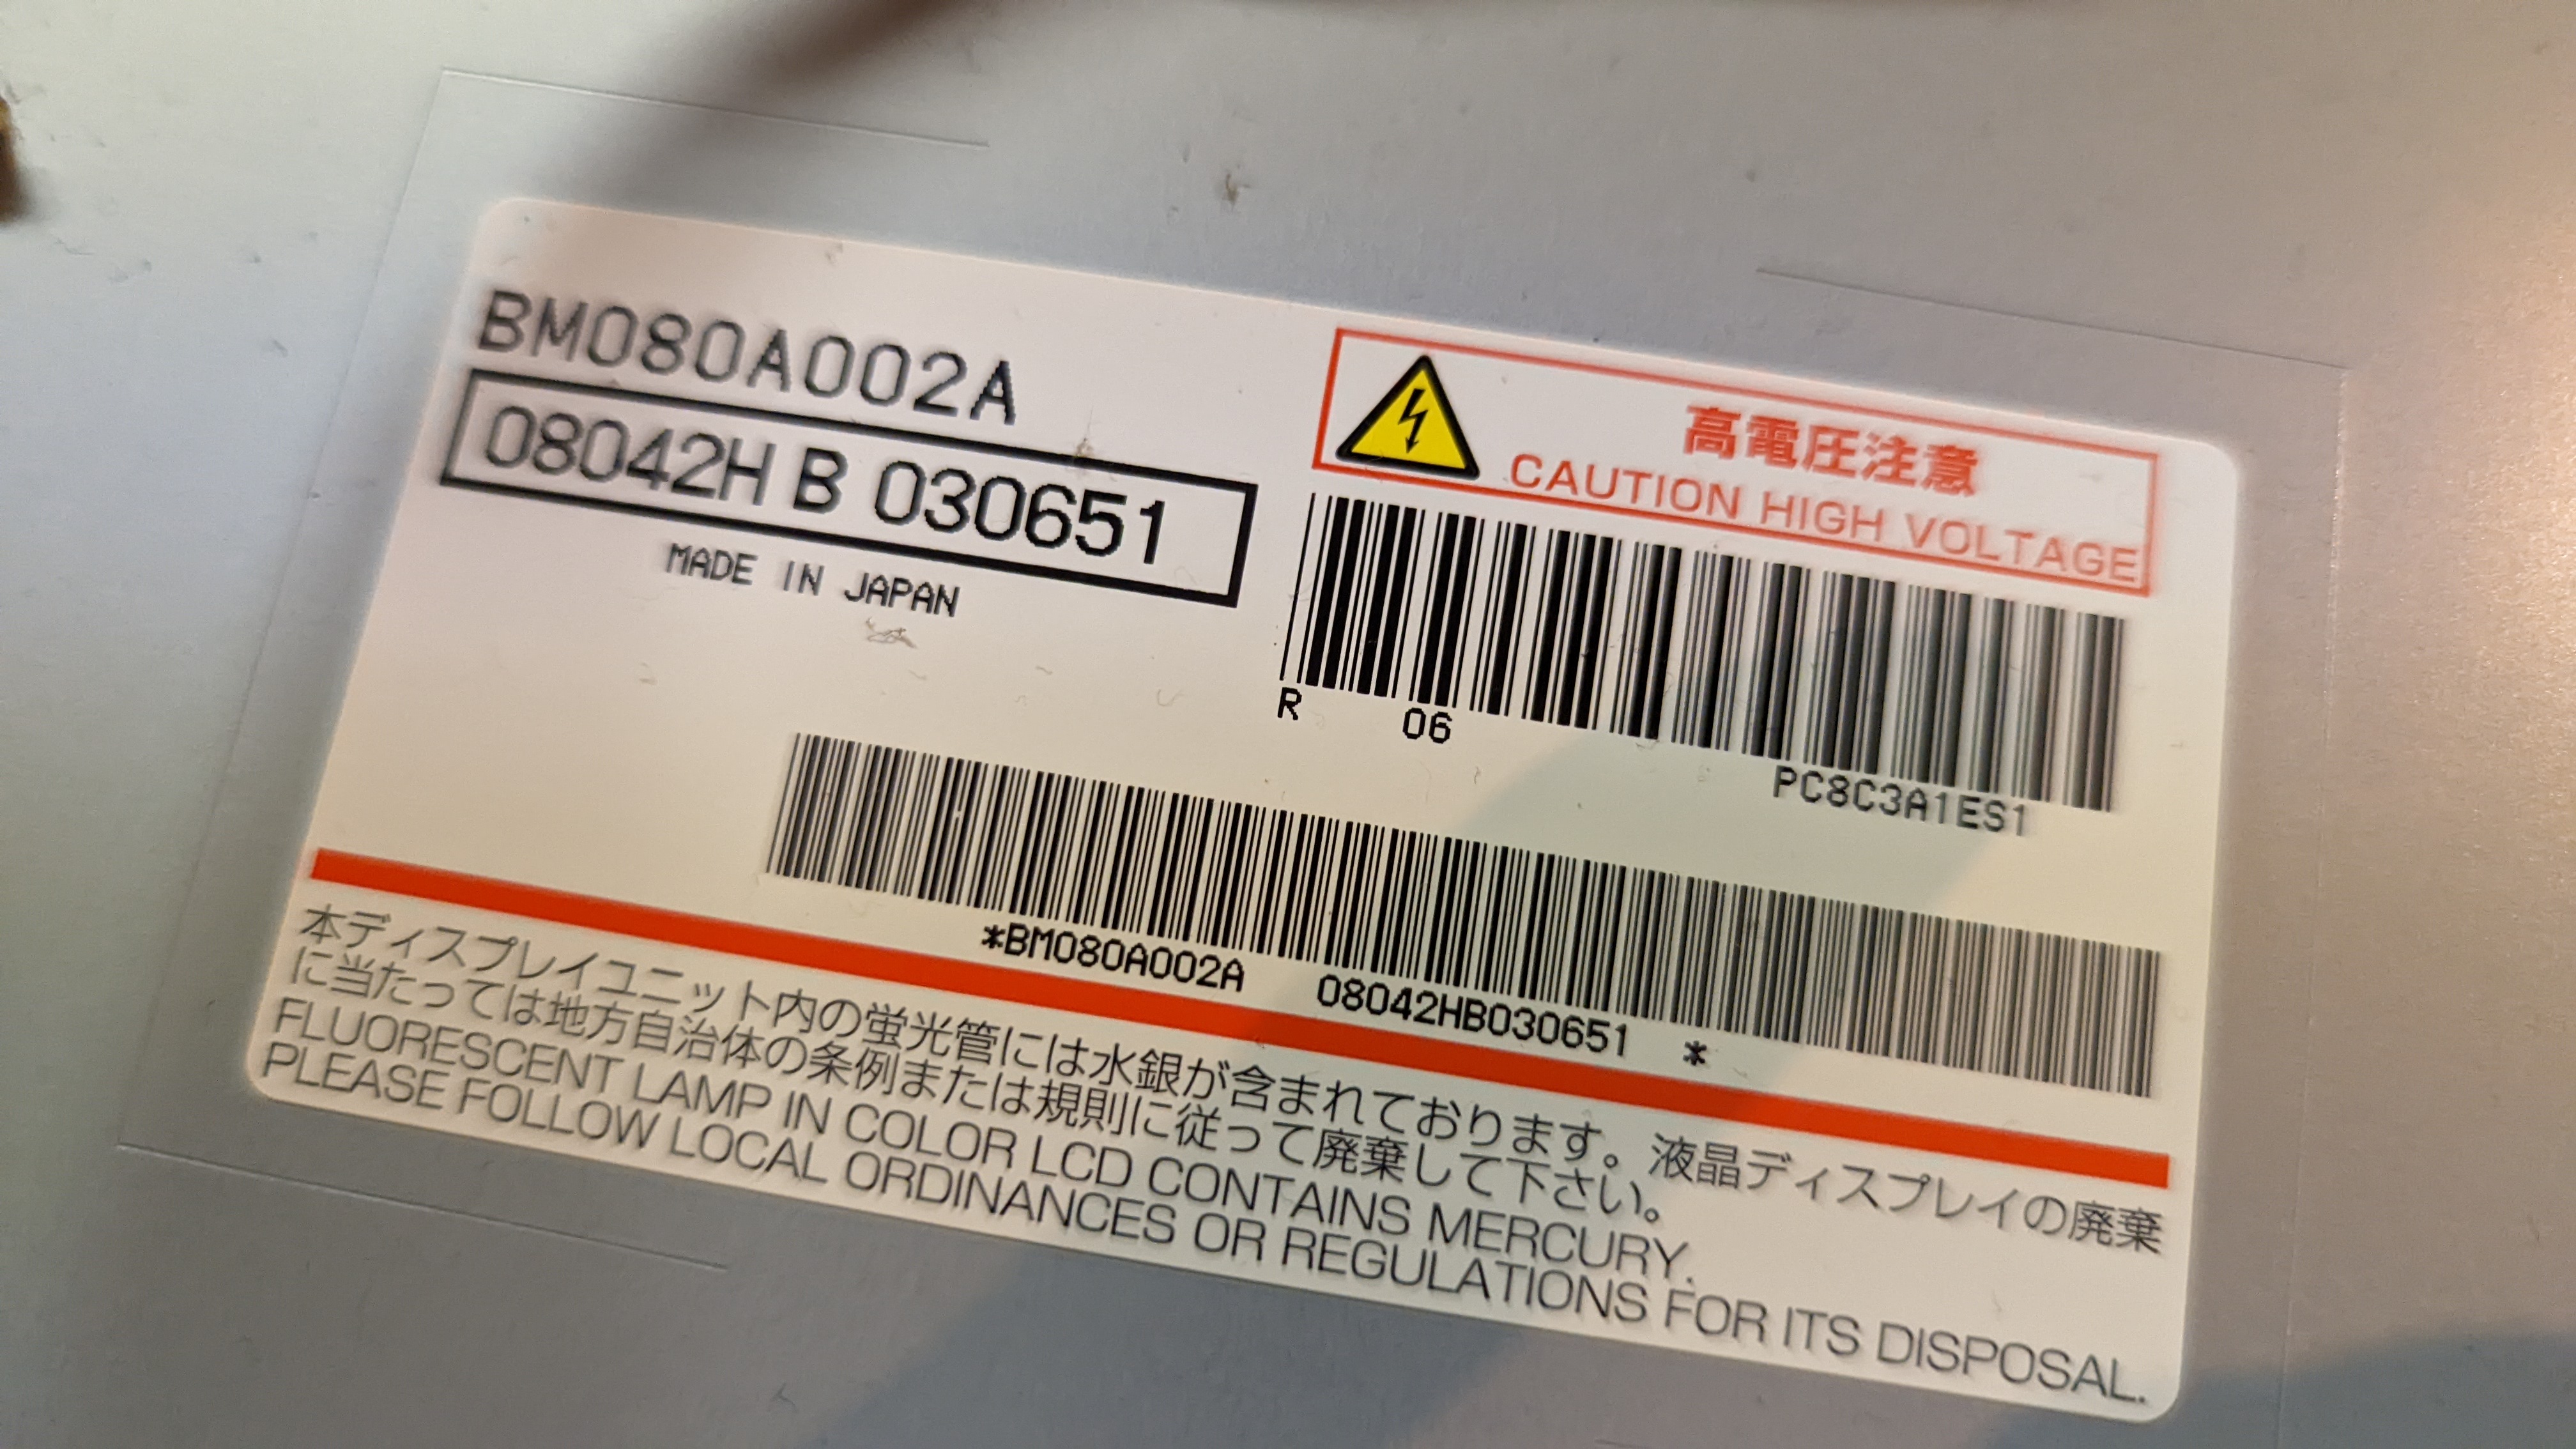 BM080A002A
08042H B 030651
MADE IN JAPAN
高電圧注意
CAUTION HIGH VOLTAGE
R 06 PC8C3A1ES1
*BM080A002A 08042HB030651 *
本ディスプレイユニット内の蛍光管には水銀が含まれております。液晶ディスプレイの廃棄
に当たっては地方自治体の条例または規則に従って廃棄して下さい。
FLUORESCENT LAMP IN COLOR LCD CONTAINS MERCURY.
PLEASE FOLLOW LOCAL ORDINANCES OR REGULATIONS FOR ITS DISPOSAL.